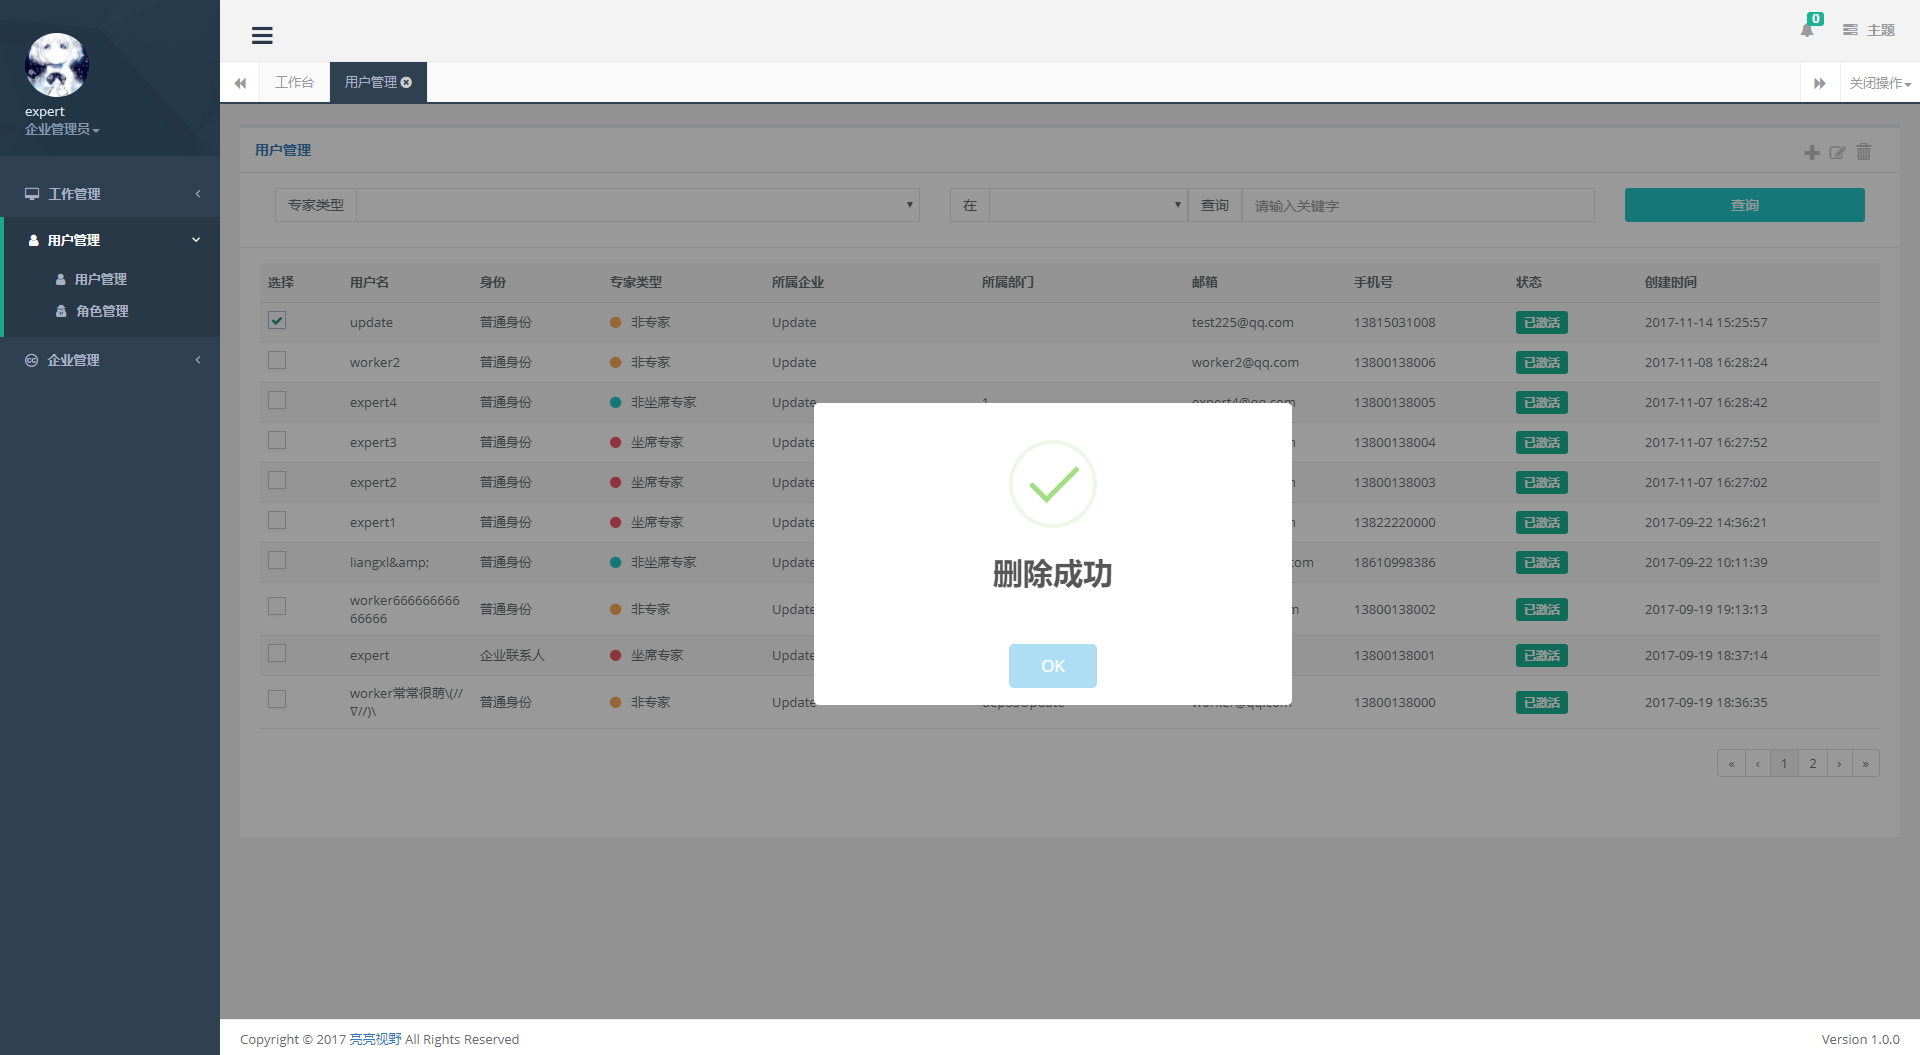 expert
企业管理员
工作管理
用户管理
用户管理
角色管理
企业管理
0
主题
工作台
用户管理
关闭操作
用户管理
专家类型
在
查询
请输入关键字
查询
选择 用户名 身份 专家类型 所属企业 所属部门 邮箱 手机号 状态 创建时间
update 普通身份 非专家 Update test225@qq.com 13815031008 已激活 2017-11-14 15:25:57
worker2 普通身份 非专家 Update worker2@qq.com 13800138006 已激活 2017-11-08 16:28:24
expert4 普通身份 非坐席专家 Update 1 expert4@qq.com 13800138005 已激活 2017-11-07 16:28:42
expert3 普通身份 坐席专家 Update 13800138004 已激活 2017-11-07 16:27:52
expert2 普通身份 坐席专家 Update 13800138003 已激活 2017-11-07 16:27:02
expert1 普通身份 坐席专家 Update 13822220000 已激活 2017-09-22 14:36:21
liangxl&amp; 普通身份 非坐席专家 Update com 18610998386 已激活 2017-09-22 10:11:39
worker666666666
66666 普通身份 非专家 Update 13800138002 已激活 2017-09-19 19:13:13
expert 企业联系人 坐席专家 Update 13800138001 已激活 2017-09-19 18:37:14
worker常常很萌\(//
∇//)\ 普通身份 非专家 Update worker@qq.com 13800138000 已激活 2017-09-19 18:36:35
删除成功
OK
« ‹ 1 2 › »
Copyright © 2017 亮亮视野 All Rights Reserved
Version 1.0.0